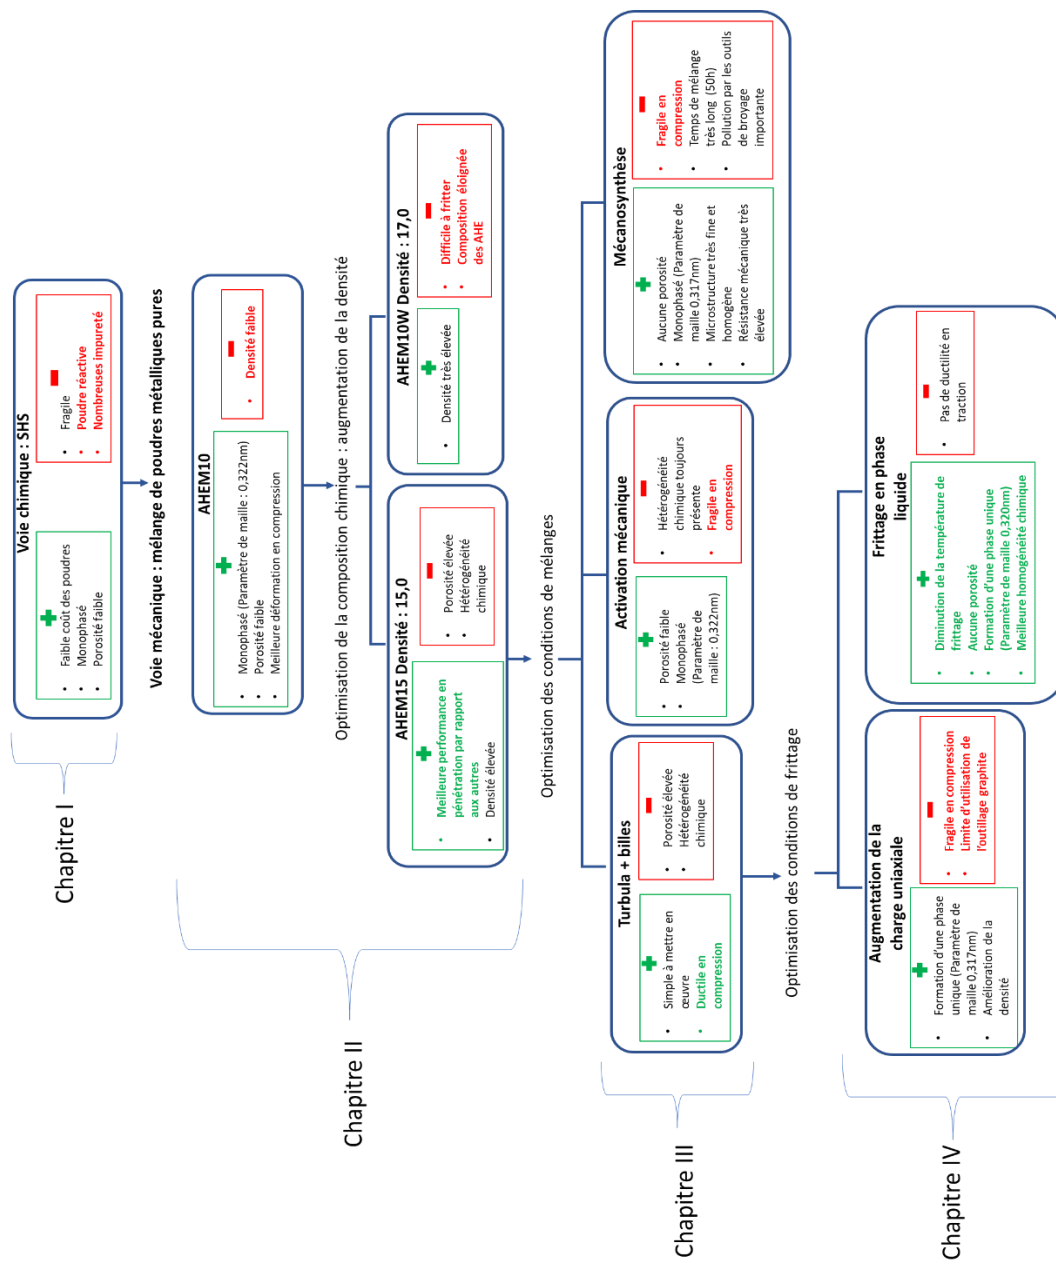 Chapitre I
Voie chimique : SHS
Faible coût des poudres
Monophasé
Porosité faible
Fragile
Poudre réactive
Nombreuses impureté
Voie mécanique : mélange de poudres métalliques pures
Chapitre II
AHEM10
Monophasé (Paramètre de maille : 0,322nm)
Porosité faible
Meilleure déformation en compression
Densité faible
Optimisation de la composition chimique : augmentation de la densité
AHEM15 Densité : 15,0
Meilleure performance en
pénétration par rapport
aux autres
Densité élevée
Porosité élevée
Hétérogénéité
chimique
AHEM10W Densité : 17,0
Densité très élevée
Difficile à fritter
Composition éloignée
des AHE
Optimisation des conditions de mélanges
Chapitre III
Turbula + billes
Simple à mettre en
œuvre
Ductile en
compression
Porosité élevée
Hétérogénéité
chimique
Activation mécanique
Porosité faible
Monophasé
(Paramètre de
maille : 0,322nm)
Hétérogénéité
chimique toujours
présente
Fragile en
compression
Mécanosynthèse
Aucune porosité
Monophasé (Paramètre de
maille 0,317nm)
Microstructure très fine et
homogène
Résistance mécanique très
élevée
Fragile en
compression
Temps de mélange
très long (50h)
Pollution par les outils
de broyage
importante
Optimisation des conditions de frittage
Chapitre IV
Augmentation de la
charge uniaxiale
Formation d'une phase
unique (Paramètre de
maille 0,317nm)
Amélioration de la
densité
Fragile en compression
Limite d'utilisation de
l'outillage graphite
Frittage en phase
liquide
Diminution de la température de
frittage
Aucune porosité
Formation d'une phase unique
(Paramètre de maille 0,320nm)
Meilleure homogénéité chimique
Pas de ductilité en
traction